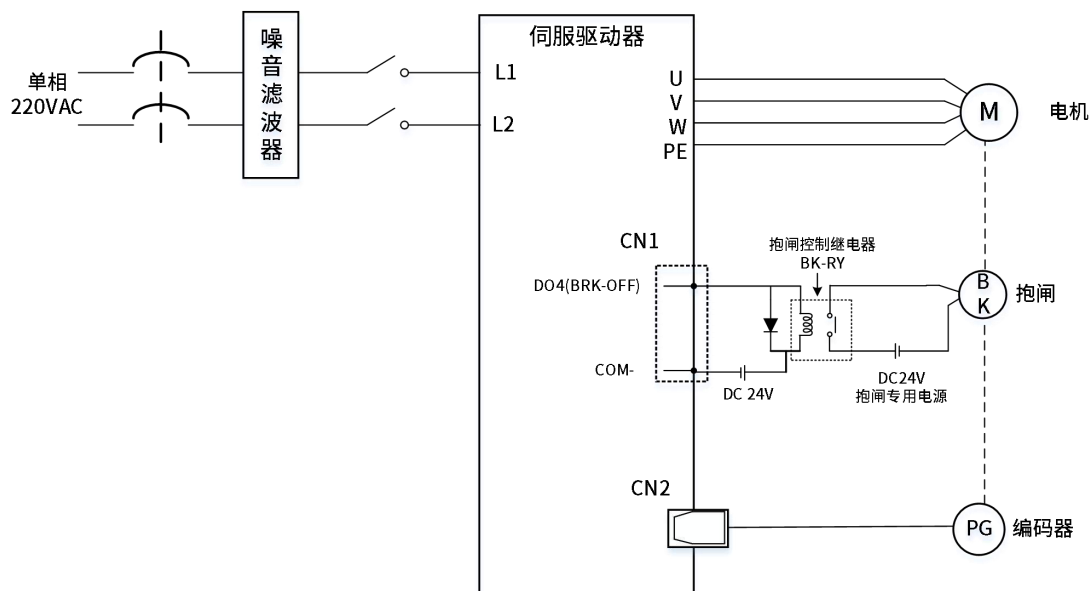 伺服驱动器
噪
音
滤
波
器
单相
220VAC
L1
L2
U
V
W
PE
M
电机
CN1
抱闸控制继电器
BK-RY
DO4(BRK-OFF)
B
K
抱闸
COM-
DC 24V
DC24V
抱闸专用电源
CN2
PG
编码器